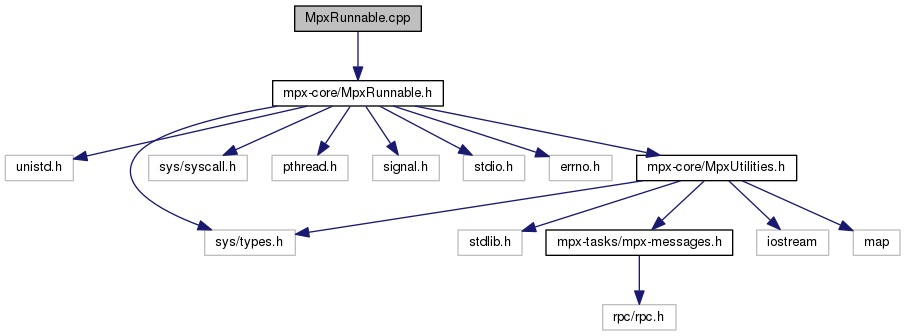 MpxRunnable.cpp
mpx-core/MpxRunnable.h
unistd.h
sys/syscall.h
pthread.h
signal.h
stdio.h
errno.h
mpx-core/MpxUtilities.h
sys/types.h
stdlib.h
mpx-tasks/mpx-messages.h
iostream
map
rpc/rpc.h